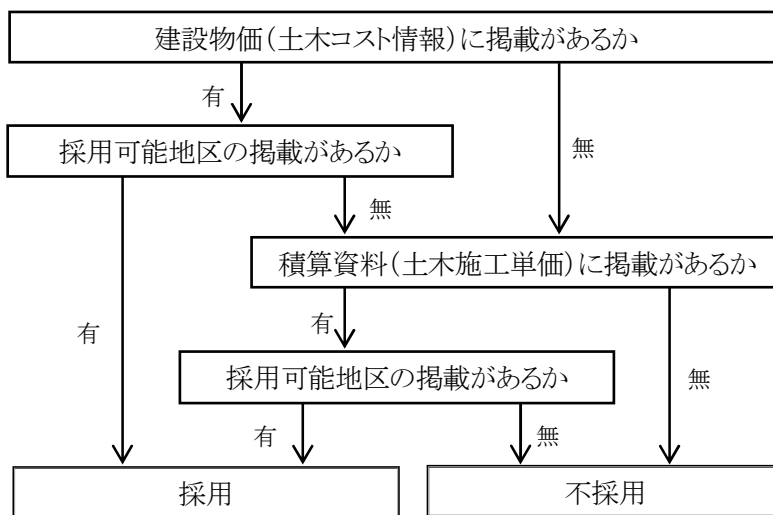 建設物価(土木コスト情報)に掲載があるか
有
採用可能地区の掲載があるか
無
無
積算資料(土木施工単価)に掲載があるか
有
有
採用可能地区の掲載があるか
無
有
無
採用
不採用